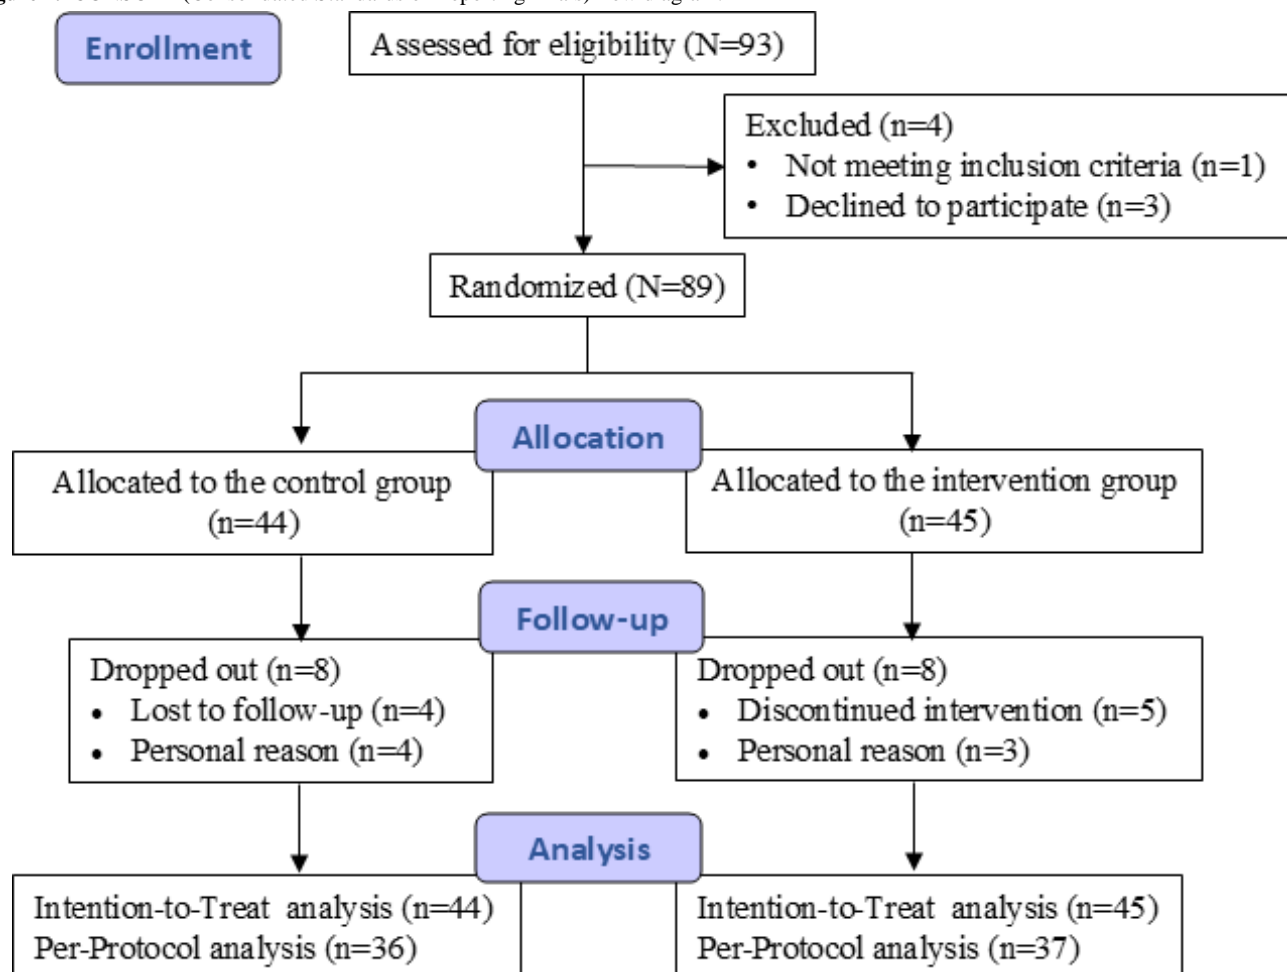 Enrollment
Assessed for eligibility (N=93)
Excluded (n=4)
• Not meeting inclusion criteria (n=1)
• Declined to participate (n=3)
Randomized (N=89)
Allocation
Allocated to the control group
(n=44)
Allocated to the intervention group
(n=45)
Follow-up
Dropped out (n=8)
• Lost to follow-up (n=4)
• Personal reason (n=4)
Dropped out (n=8)
• Discontinued intervention (n=5)
• Personal reason (n=3)
Analysis
Intention-to-Treat analysis (n=44)
Per-Protocol analysis (n=36)
Intention-to-Treat analysis (n=45)
Per-Protocol analysis (n=37)